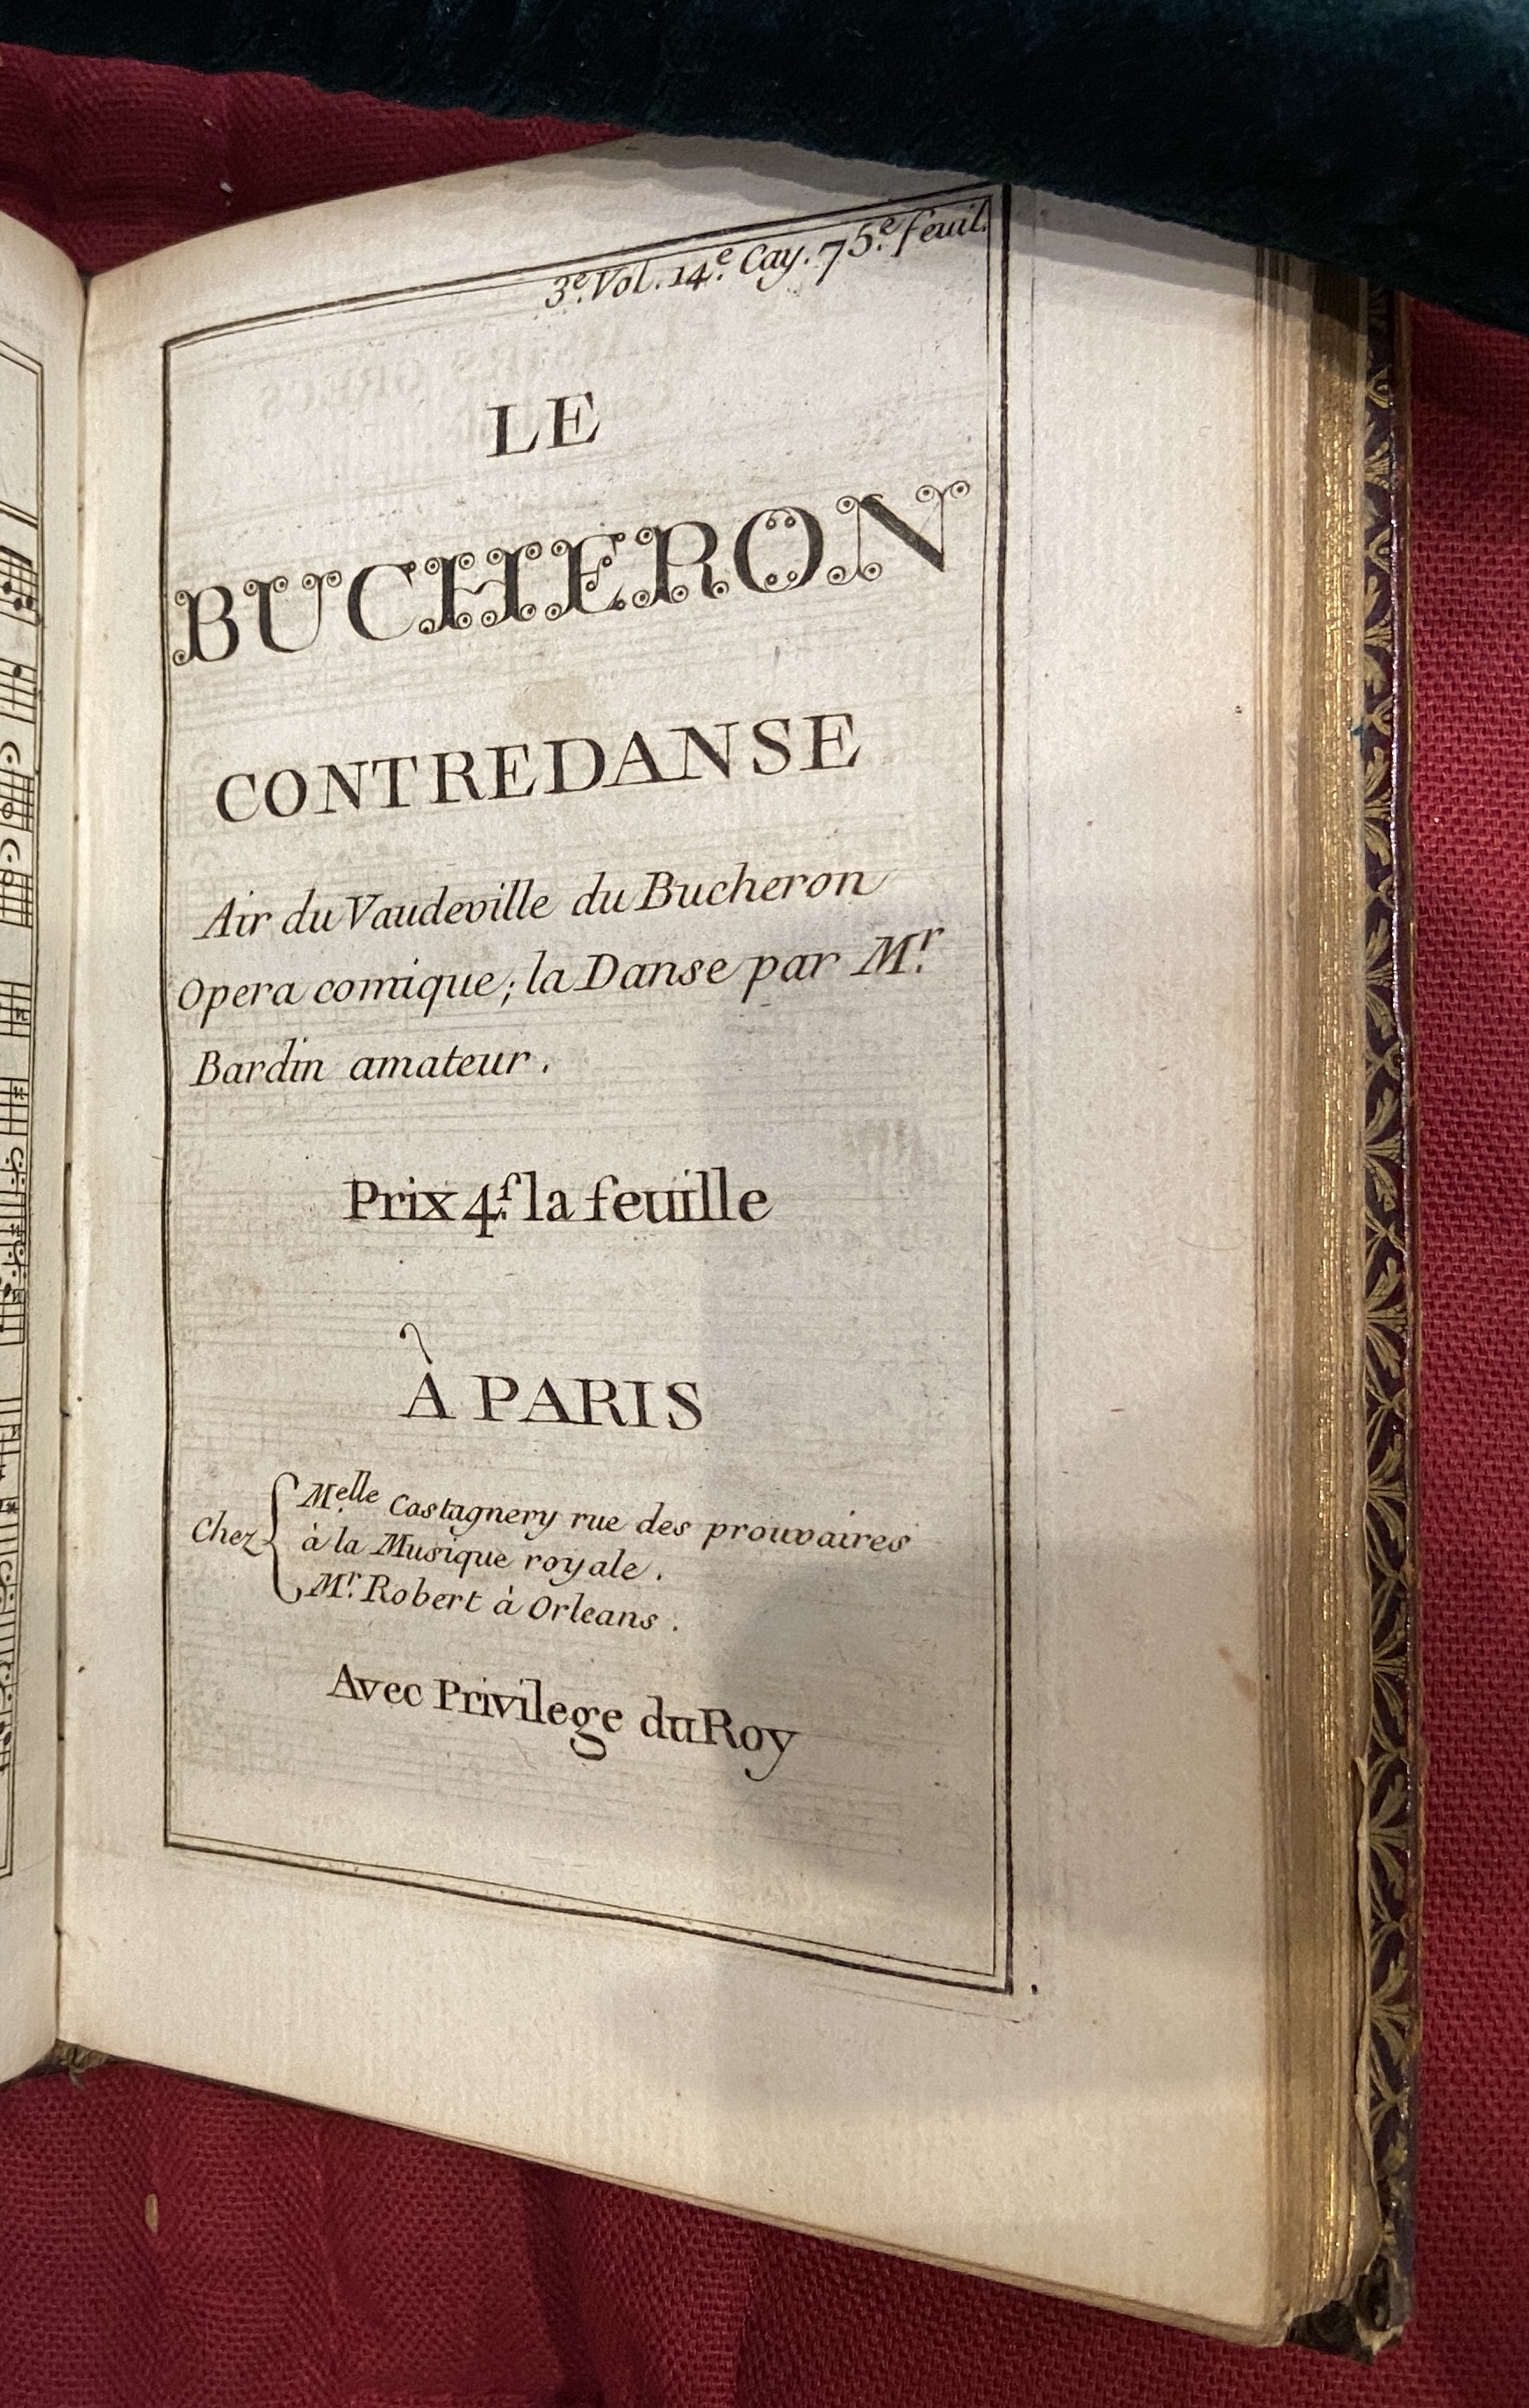 3.e Vol. 14.e Cay. 75.e feuil.
LE
BUCHERON
CONTREDANSE
Air du Vaudeville du Bucheron
Opera comique; la Danse par M.r
Bardin amateur.
Prix 4.f la feuille
À PARIS
Chez
M.elle Castagnery rue des prouvaires
à la Musique royale.
M.r Robert à Orleans.
Avec Privilege du Roy